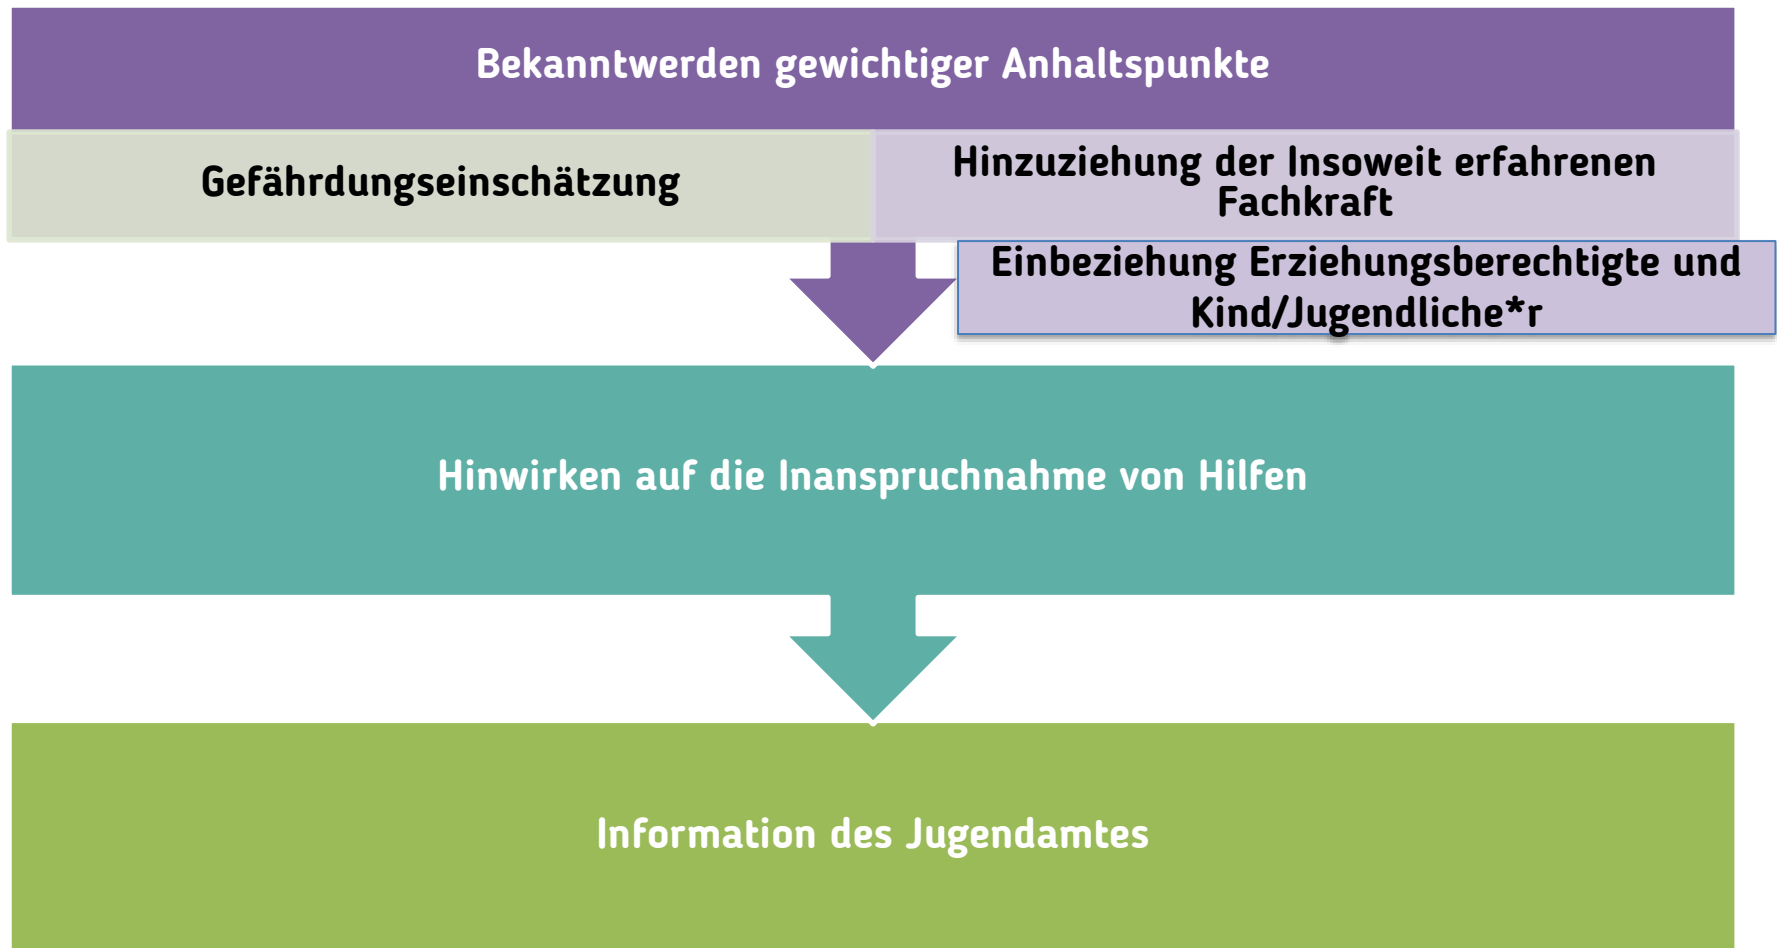 Bekanntwerden gewichtiger Anhaltspunkte
Gefährdungseinschätzung
Hinzuziehung der Insoweit erfahrenen
Fachkraft
Einbeziehung Erziehungsberechtigte und
Kind/Jugendliche*r
Hinwirken auf die Inanspruchnahme von Hilfen
Information des Jugendamtes